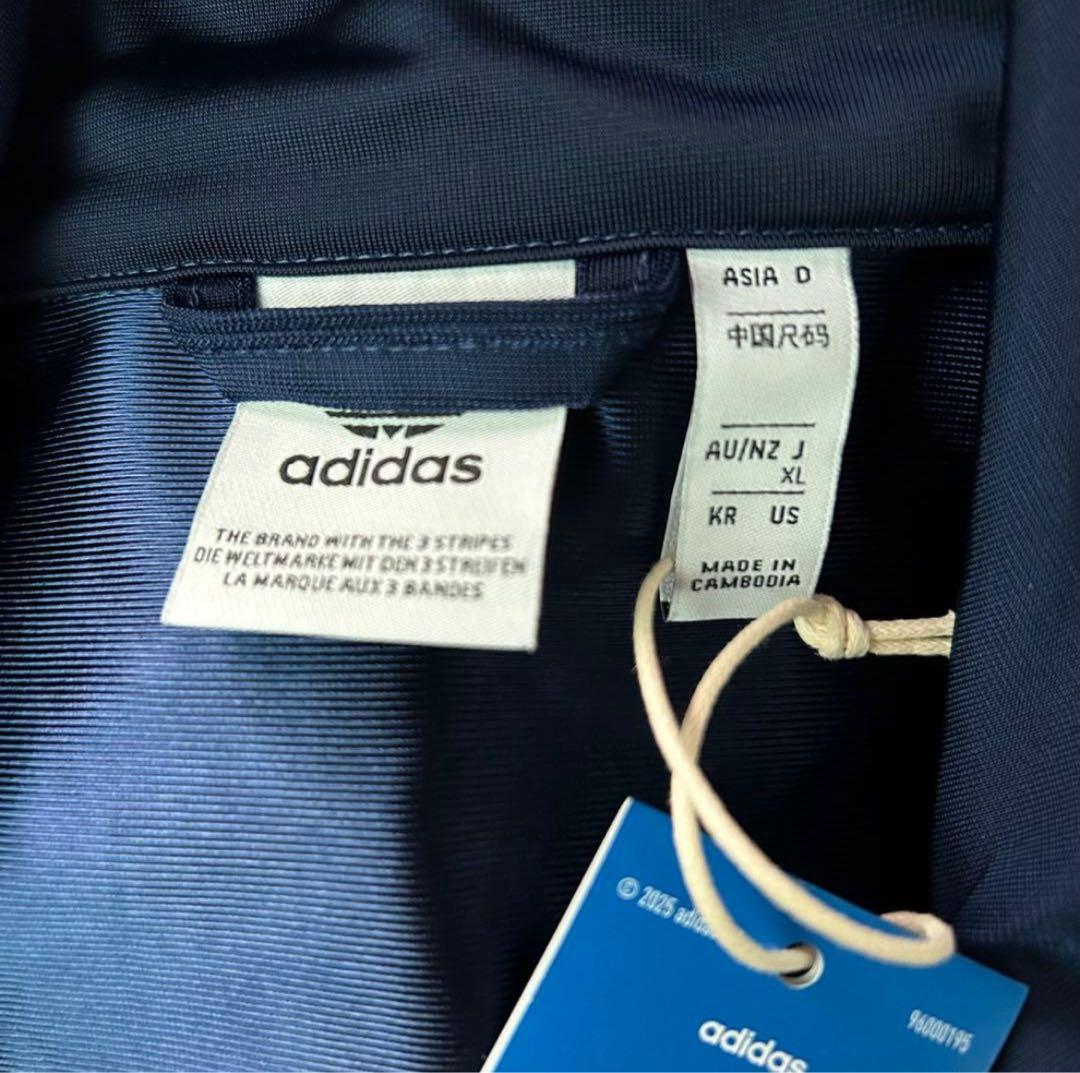 adidas
THE BRAND WITH THE 3 STRIPES
DIE WELTMARKE MIT DEN 3 STREIFEN
LA MARQUE AUX 3 BANDES
ASIA D
中国尺码
AU/NZ J
XL
KR US
MADE IN
CAMBODIA
© 2025 adidas
adidas
96000195